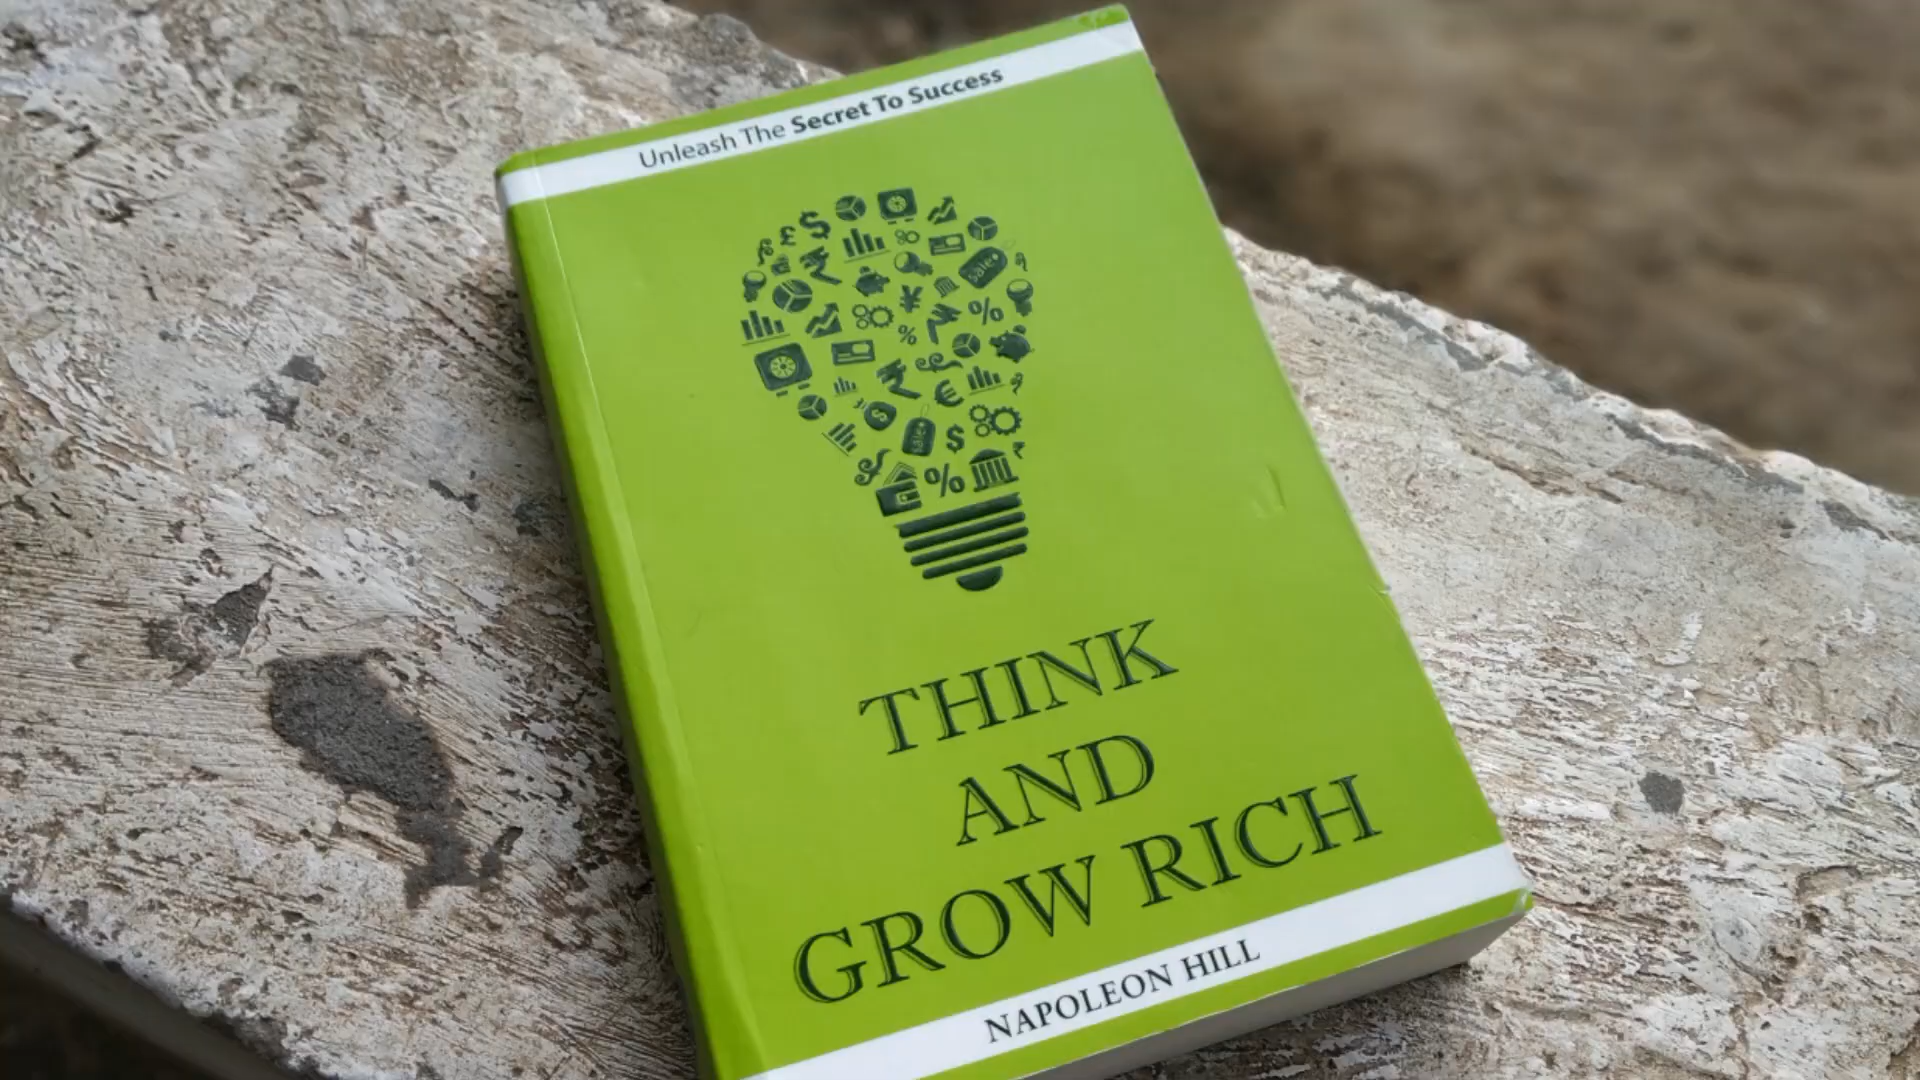 Unleash The Secret To Success
THINK
AND
GROW RICH
NAPOLEON HILL